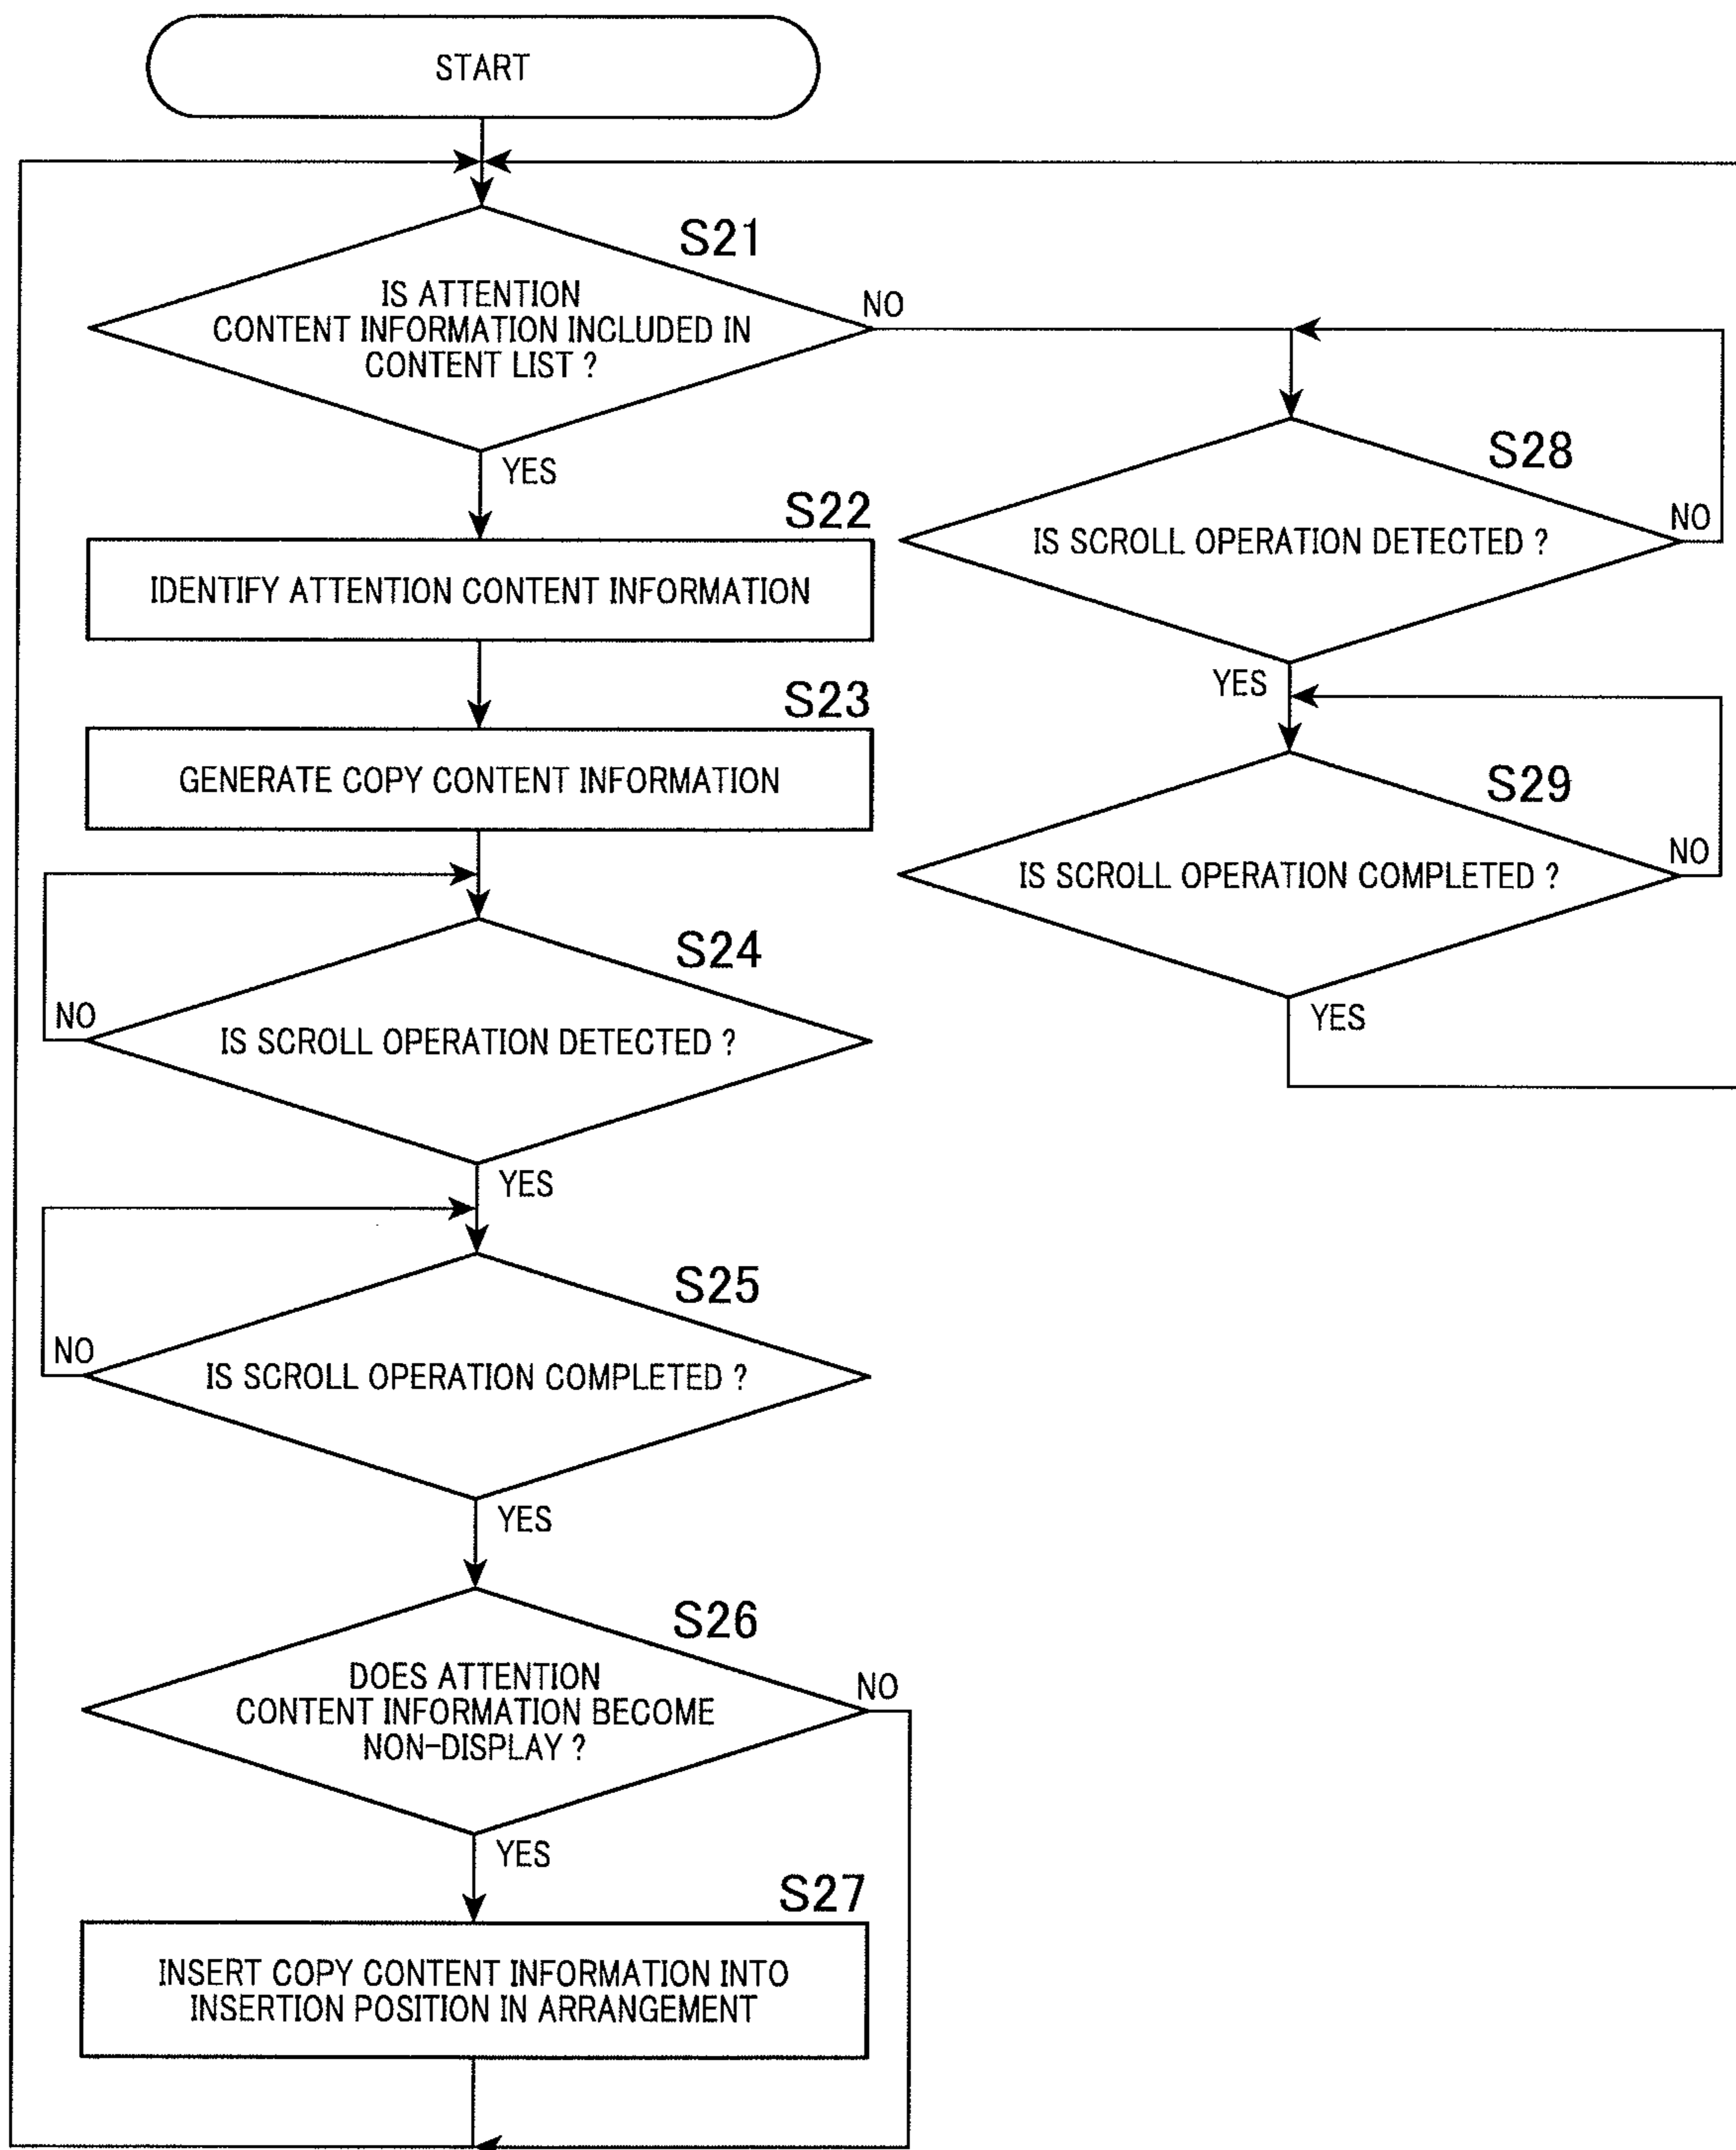 START
S21
IS ATTENTION
CONTENT INFORMATION INCLUDED IN
CONTENT LIST ?
NO
YES
S22
IDENTIFY ATTENTION CONTENT INFORMATION
S23
GENERATE COPY CONTENT INFORMATION
S24
IS SCROLL OPERATION DETECTED ?
NO
YES
S25
IS SCROLL OPERATION COMPLETED ?
NO
YES
S26
DOES ATTENTION
CONTENT INFORMATION BECOME
NON-DISPLAY ?
NO
YES
S27
INSERT COPY CONTENT INFORMATION INTO
INSERTION POSITION IN ARRANGEMENT
S28
IS SCROLL OPERATION DETECTED ?
NO
YES
S29
IS SCROLL OPERATION COMPLETED ?
NO
YES